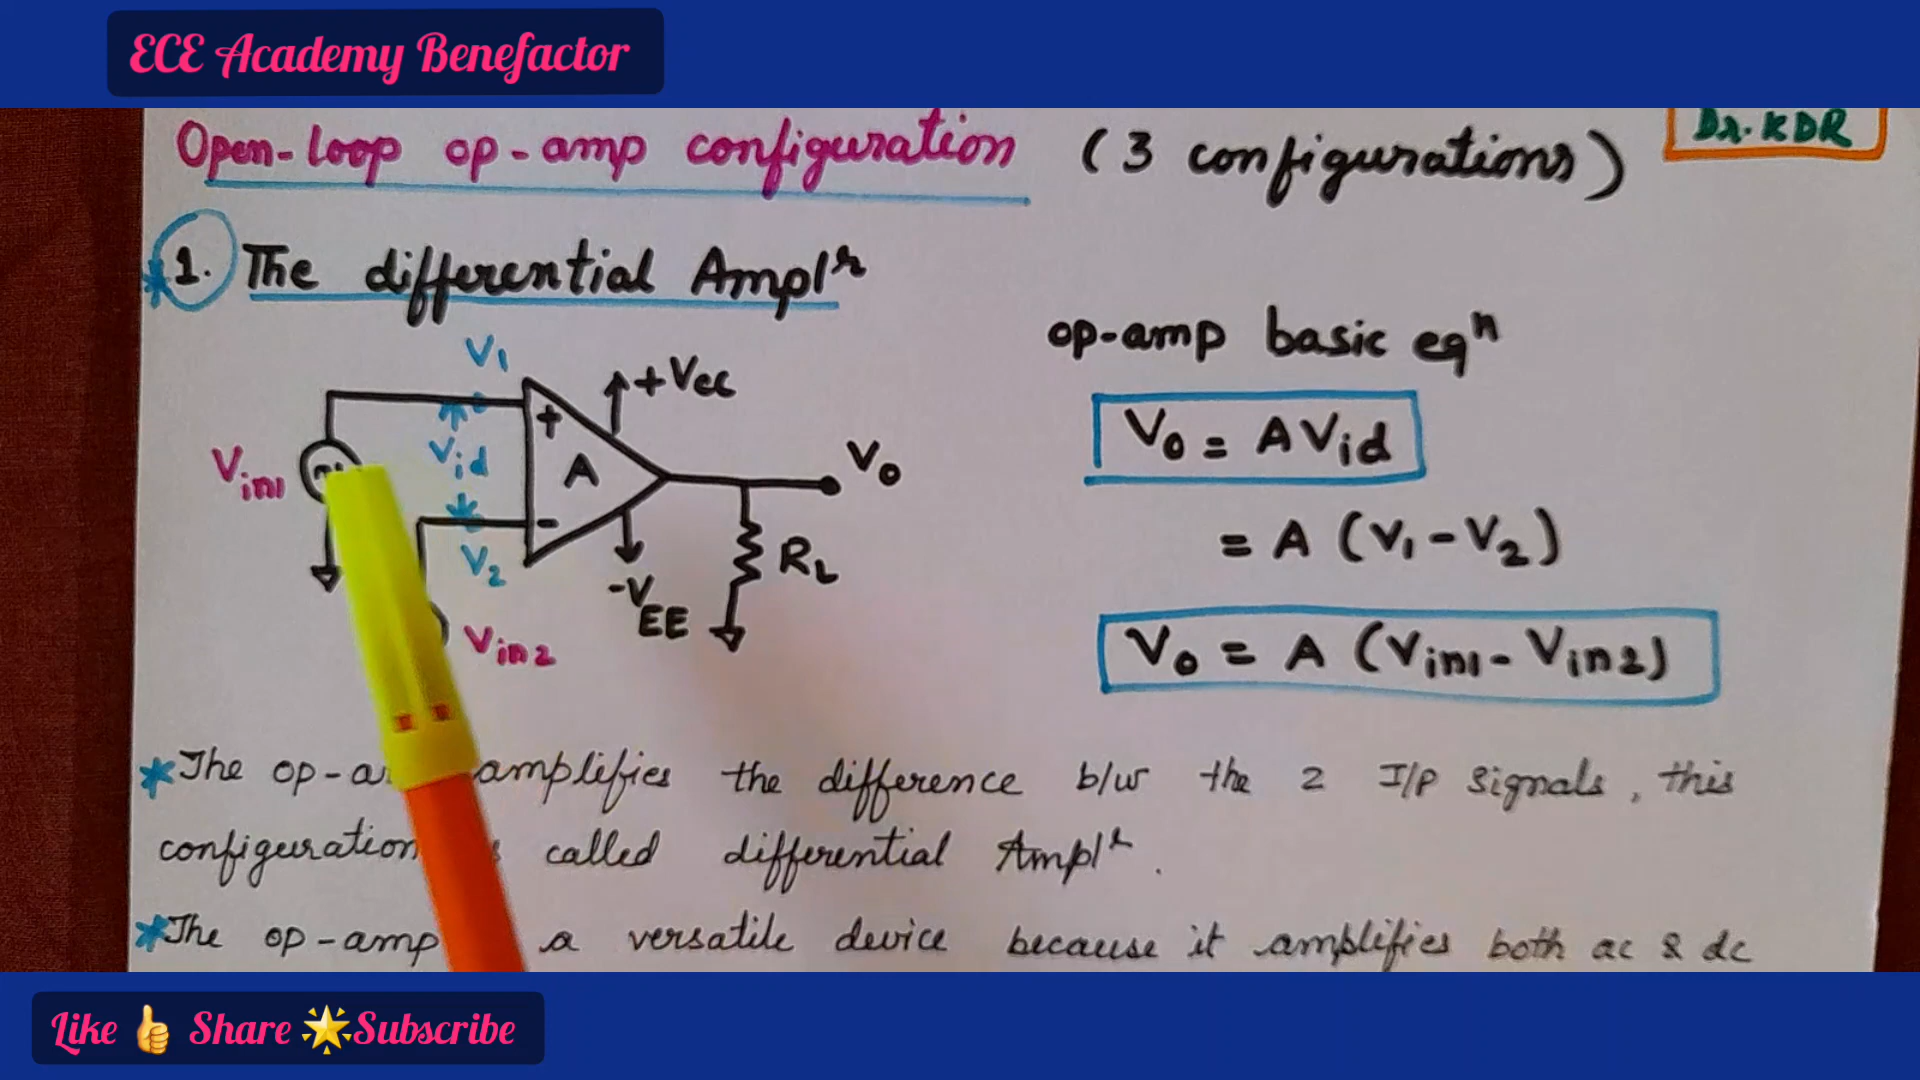 ECE Academy Benefactor
Open-loop op-amp configuration (3 configurations)
Dr. KDR
1. The differential Amplr
op-amp basic eqn
V1
+Vcc
Vo = AVid
+
Vid
Vin1
A
Vo
= A (V1 - V2)
-
V2
RL
-VEE
Vin2
Vo = A (Vin1 - Vin2)
*The amplifies the difference b/w the 2 I/p signals, this
configuration called differential Amplr.
*The op-amp a versatile device because it amplifies both ac & dc
Like 👍 Share 🌟Subscribe